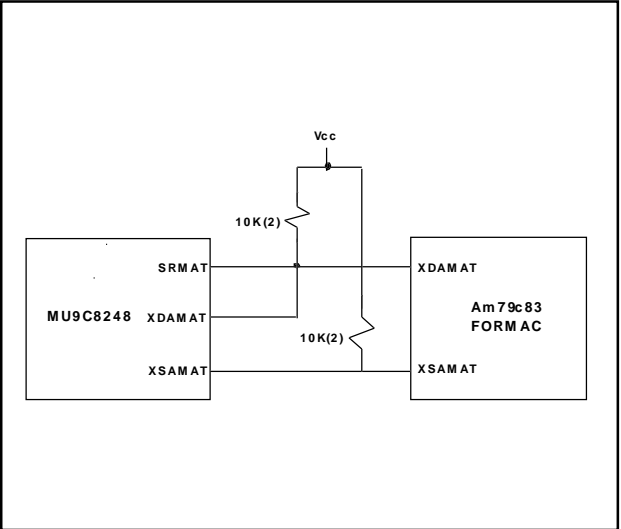 Vcc
10K(2)
SRMAT
XDAMAT
MU9C8248
XDAMAT
Am79c83
FORMAC
10K(2)
XSAMAT
XSAMAT